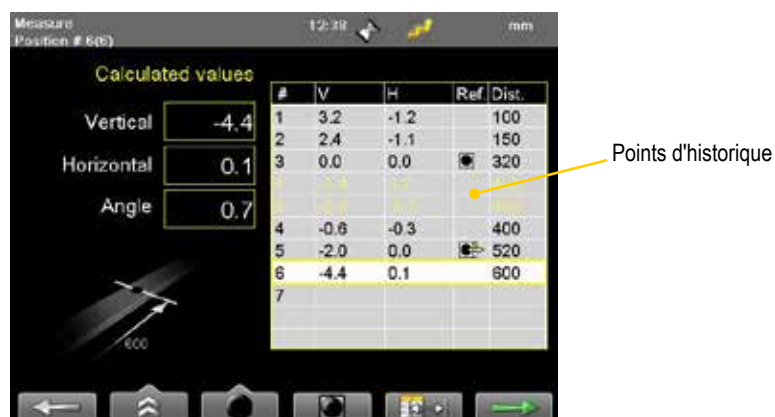 Measure 12:38 mm
Position # 6(6)
Calculated values
# V H Ref. Dist.
Vertical -4.4
Horizontal 0.1
Angle 0.7
1 3.2 -1.2 100
2 2.4 -1.1 150
3 0.0 0.0 320
4 -0.6 -0.3 400
5 -2.0 0.0 520
6 -4.4 0.1 600
7
600
Points d'historique